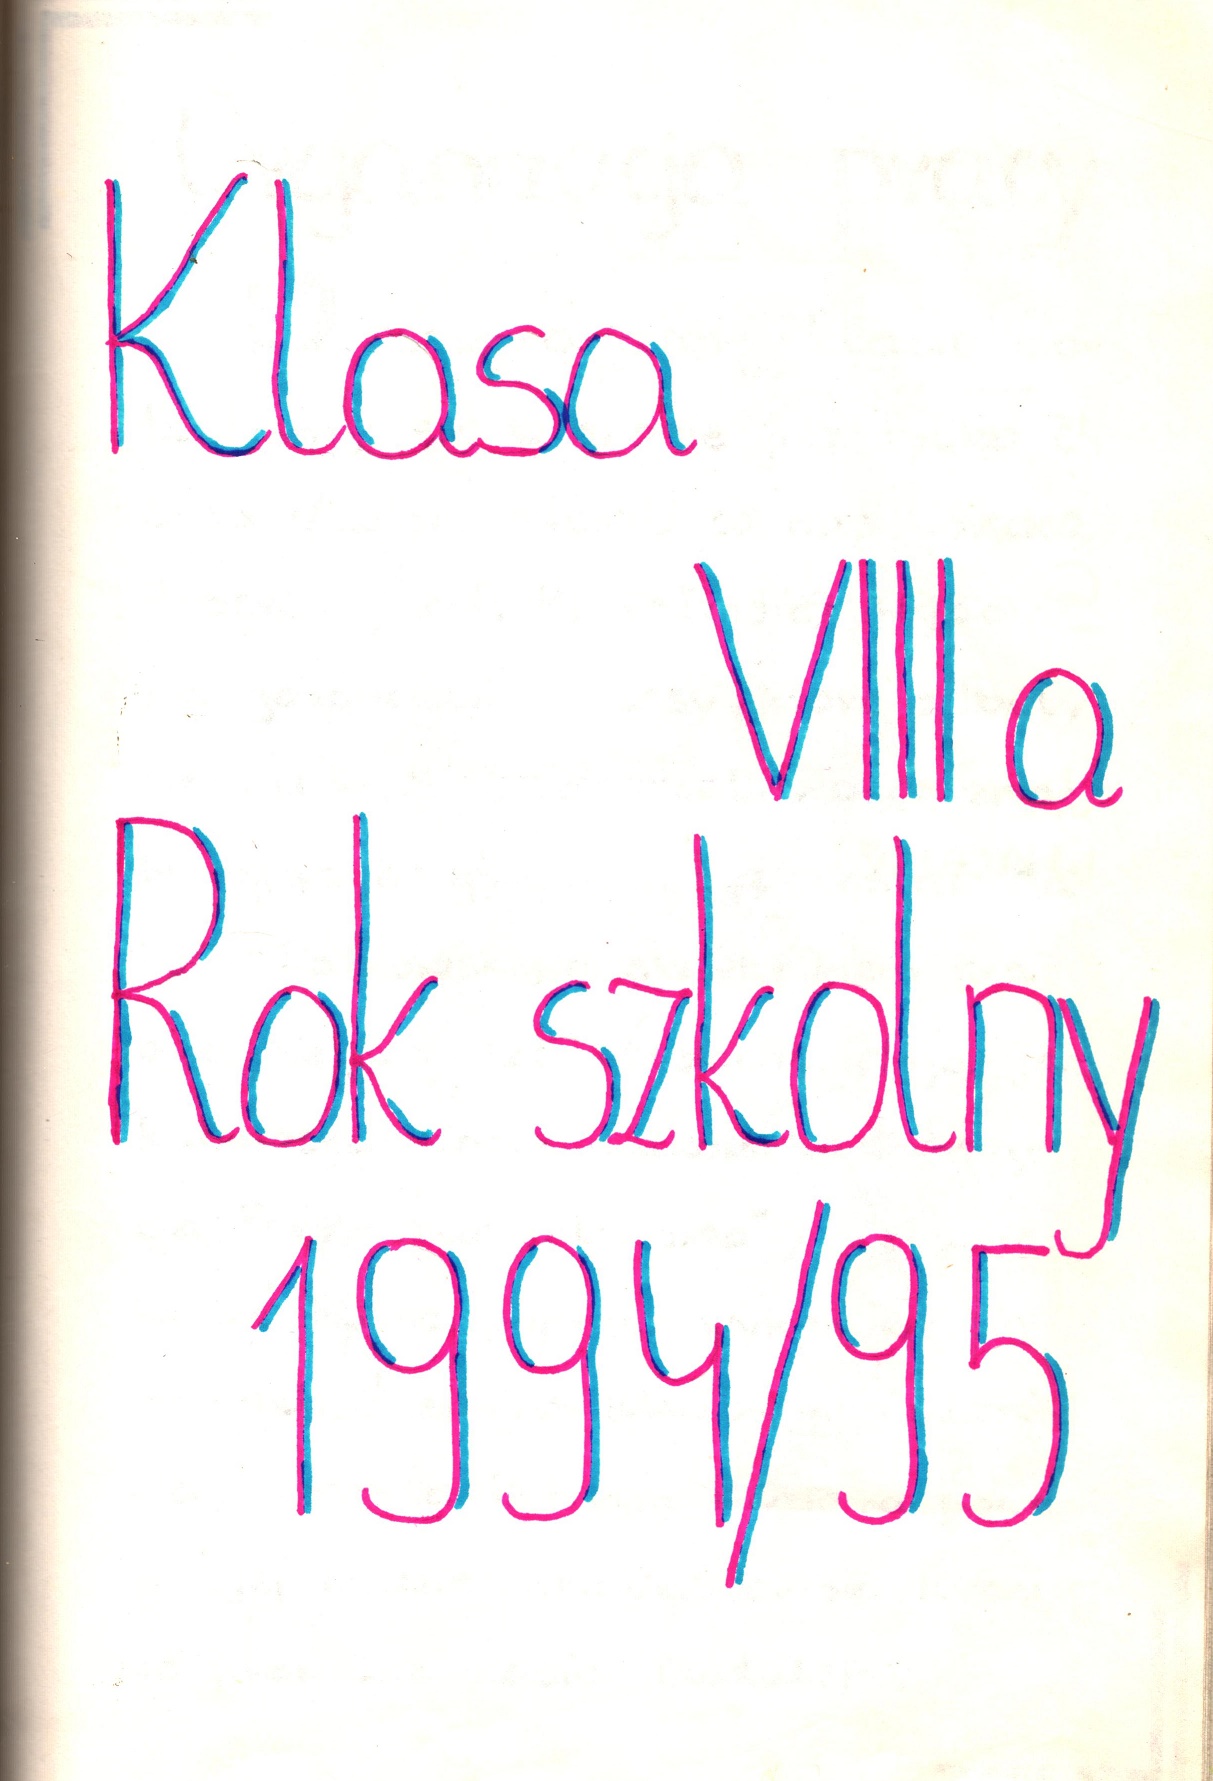 Klasa
VIII a
Rok szkolny
1994/95